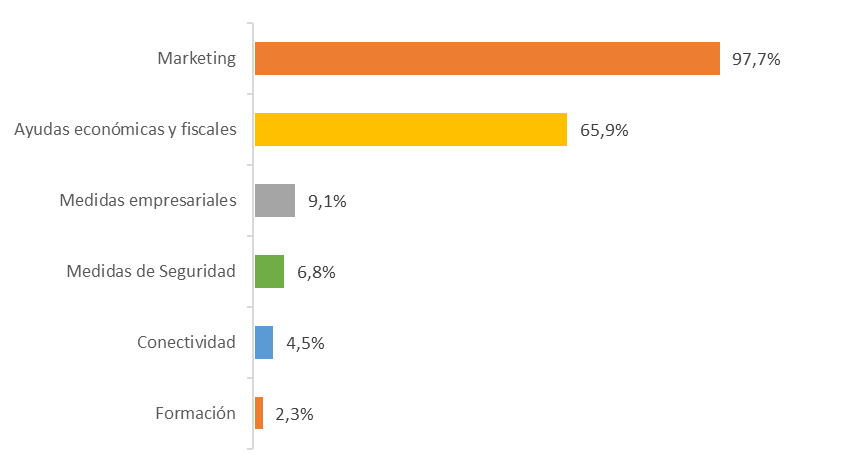 Marketing 97,7%
Ayudas económicas y fiscales 65,9%
Medidas empresariales 9,1%
Medidas de Seguridad 6,8%
Conectividad 4,5%
Formación 2,3%